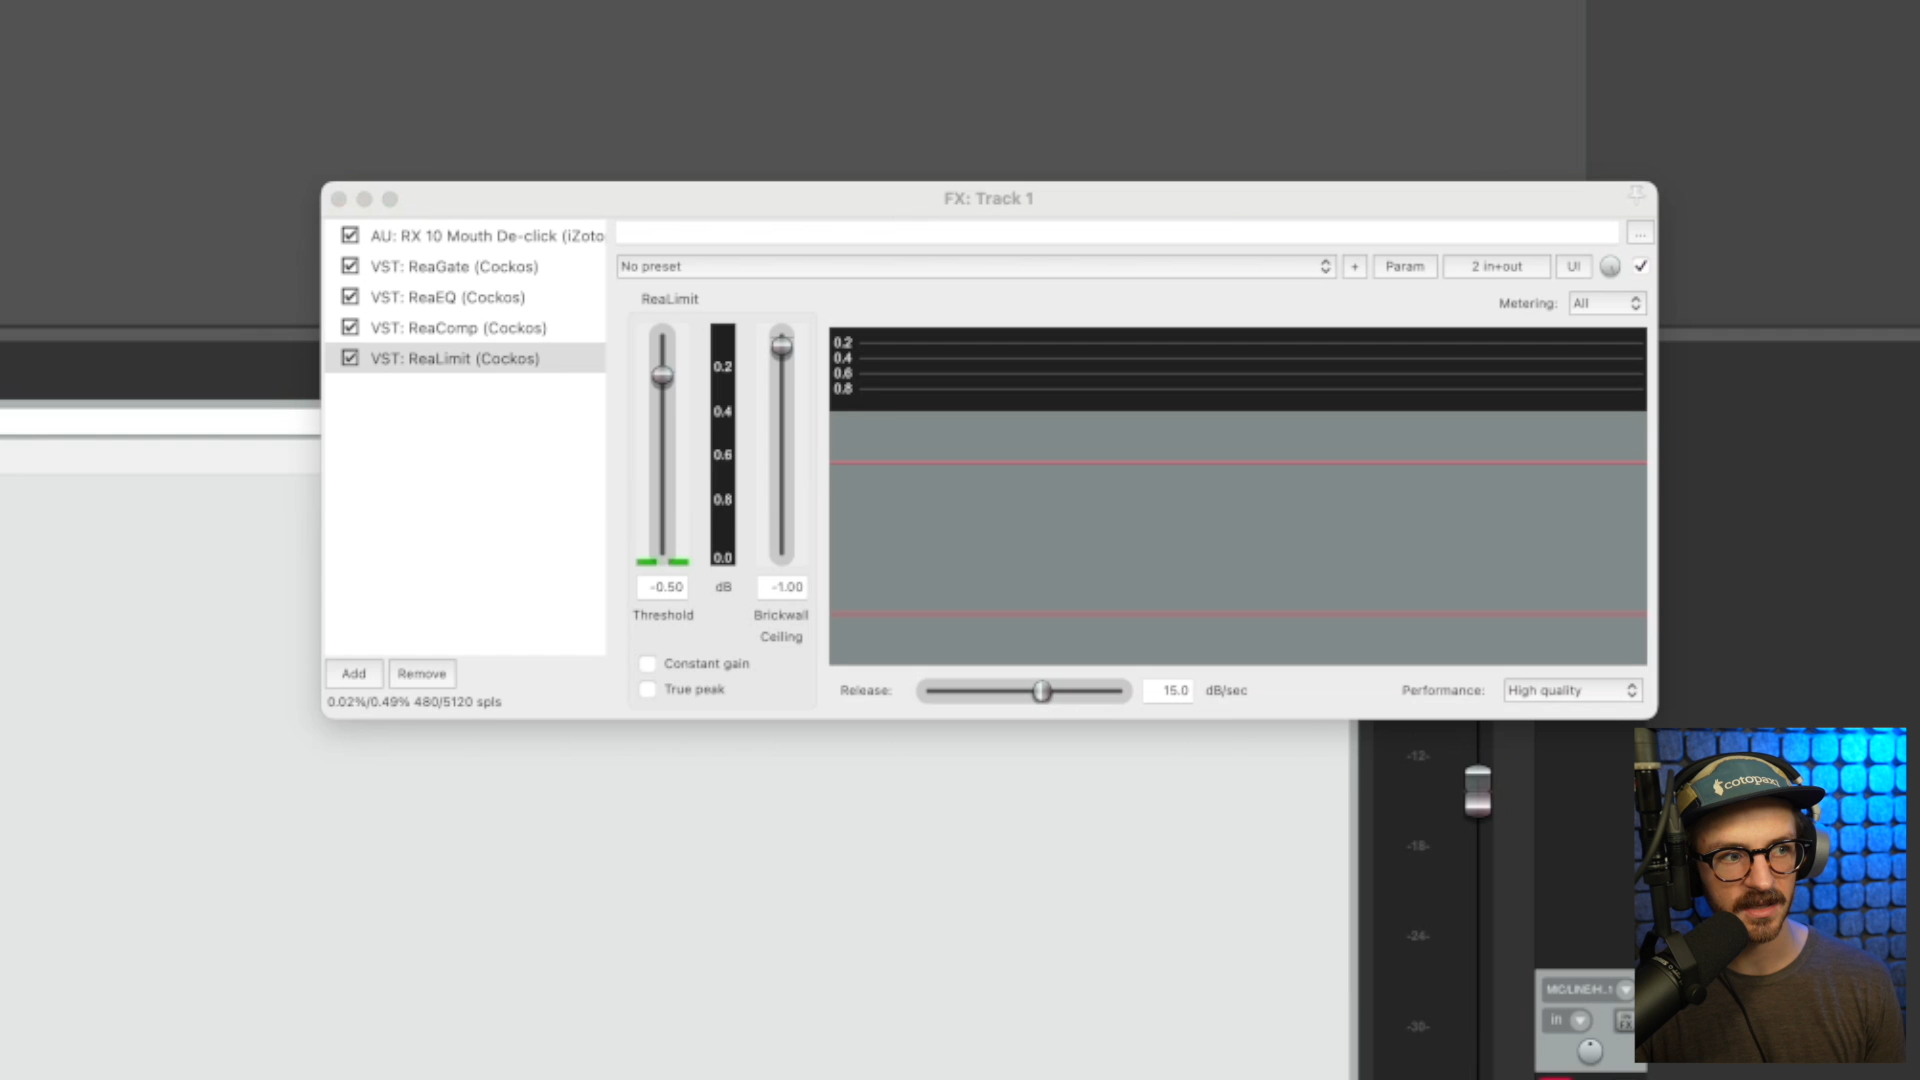 FX: Track 1
AU: RX 10 Mouth De-click (iZoto
VST: ReaGate (Cockos)
VST: ReaEQ (Cockos)
VST: ReaComp (Cockos)
VST: ReaLimit (Cockos)
...
No preset
+
Param
2 in+out
UI
ReaLimit
Metering:
All
0.2
0.4
0.6
0.8
0.0
0.2
0.4
0.6
0.8
-0.50
dB
-1.00
Threshold
Brickwall
Ceiling
Constant gain
True peak
Release:
15.0
dB/sec
Performance:
High quality
Add
Remove
0.02%/0.49% 480/5120 spls
-12-
-18-
-24-
-30-
MIC/LINE/H..1
in
FX
cotopaxi